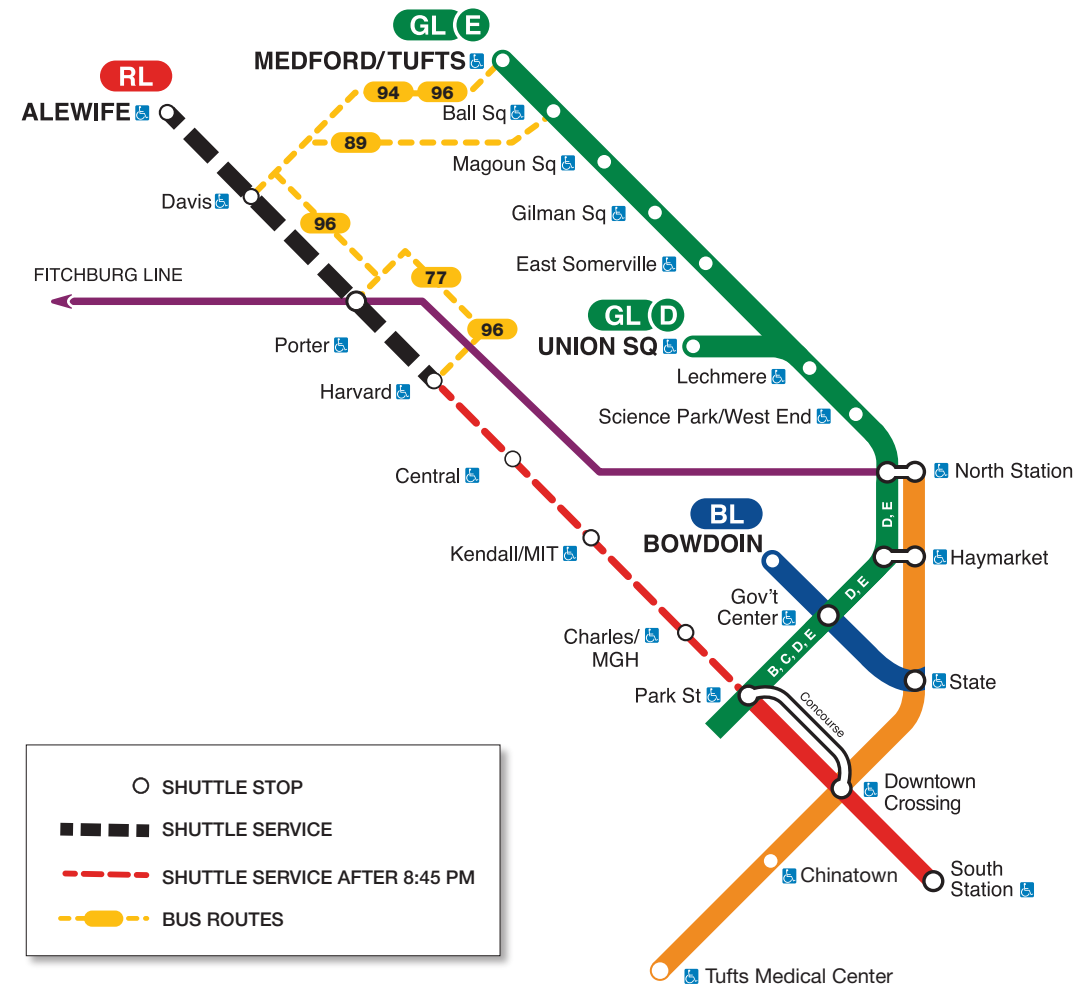 GL E
MEDFORD/TUFTS
RL
ALEWIFE
94
96
Ball Sq
89
Magoun Sq
Davis
Gilman Sq
96
East Somerville
FITCHBURG LINE
77
GL D
96
UNION SQ
Porter
Lechmere
Harvard
Science Park/West End
Central
North Station
D, E
BL
BOWDOIN
Kendall/MIT
Haymarket
D, E
Gov't
Center
Charles/
MGH
B, C, D, E
State
Park St
Concourse
Downtown
Crossing
SHUTTLE STOP
SHUTTLE SERVICE
SHUTTLE SERVICE AFTER 8:45 PM
BUS ROUTES
Chinatown
South
Station
Tufts Medical Center